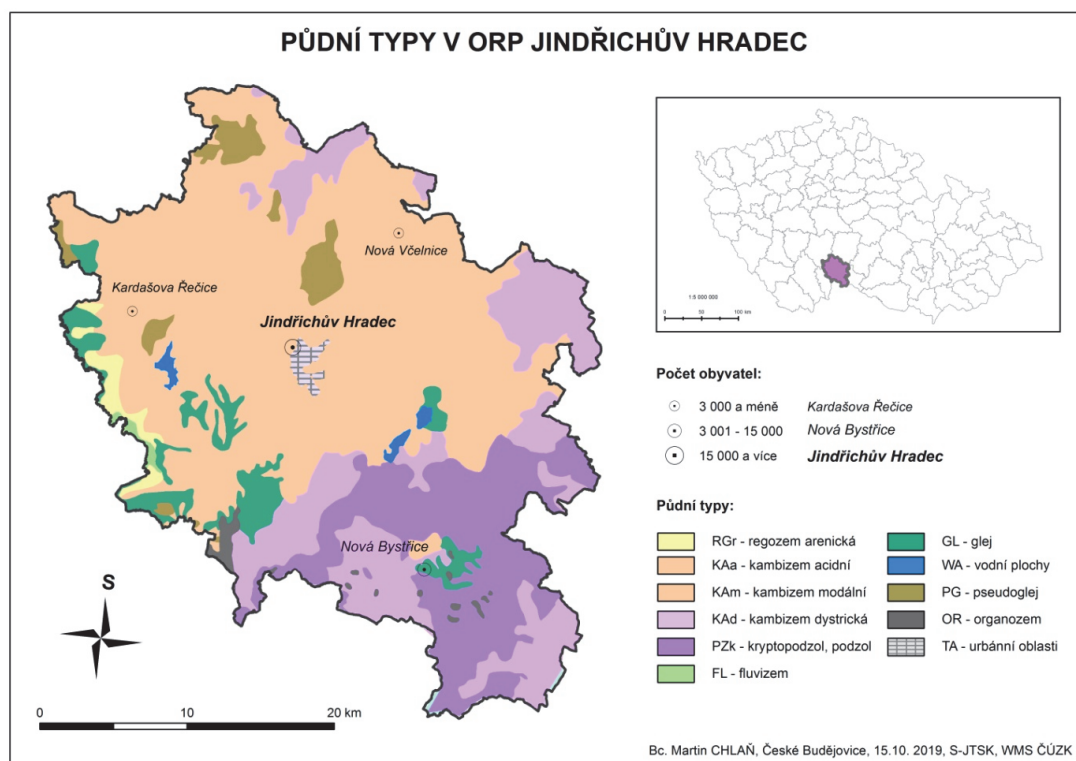 PŮDNÍ TYPY V ORP JINDŘICHŮV HRADEC
Nová Včelnice
Kardašova Řečice
Jindřichův Hradec
Nová Bystřice
S
0 10 20 km
1:5 000 000
0 25 50 100 km
Počet obyvatel:
3 000 a méně Kardašova Řečice
3 001 - 15 000 Nová Bystřice
15 000 a více Jindřichův Hradec
Půdní typy:
RGr - regozem arenická
KAa - kambizem acidní
KAm - kambizem modální
KAd - kambizem dystrická
PZk - kryptopodzol, podzol
FL - fluvizem
GL - glej
WA - vodní plochy
PG - pseudoglej
OR - organozem
TA - urbánní oblasti
Bc. Martin CHLAŇ, České Budějovice, 15.10. 2019, S-JTSK, WMS ČÚZK